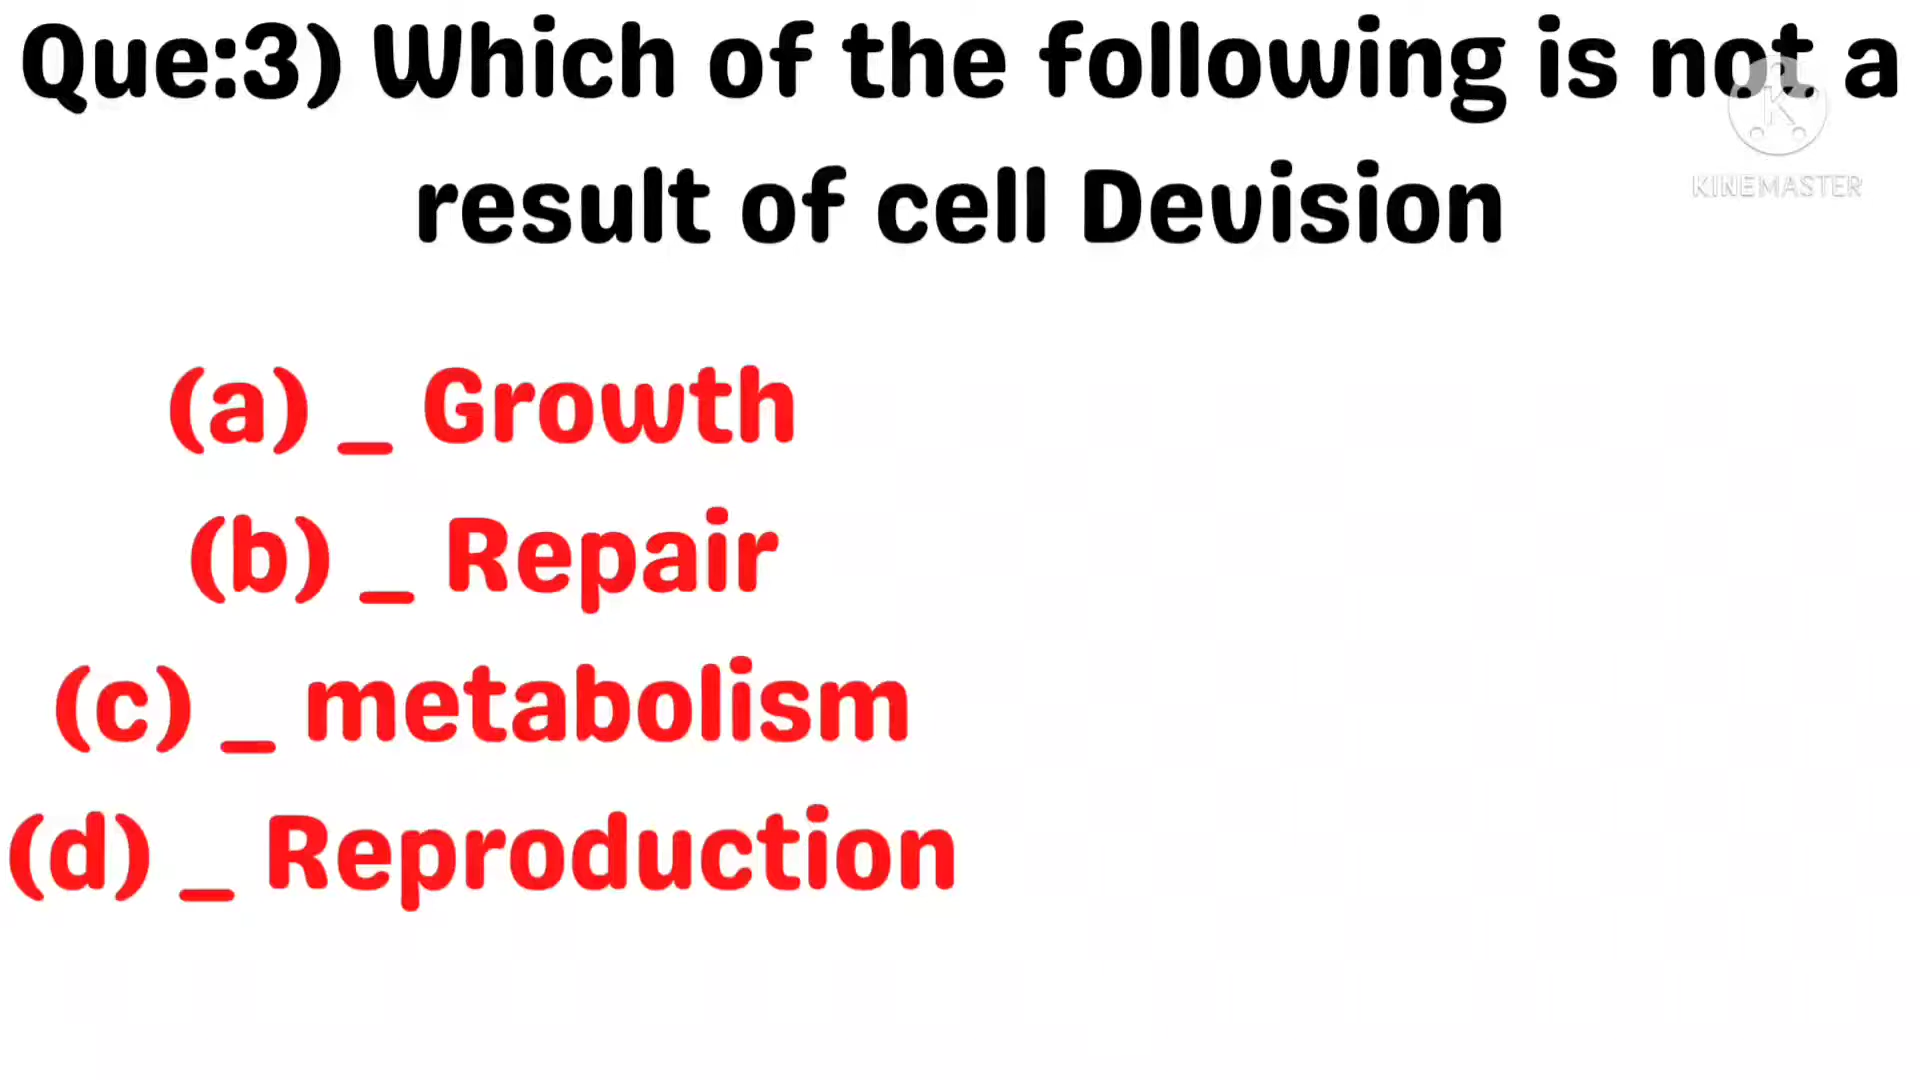 Que:3) Which of the following is not a
result of cell Devision
KINEMASTER
(a) _ Growth
(b) _ Repair
(c) _ metabolism
(d) _ Reproduction